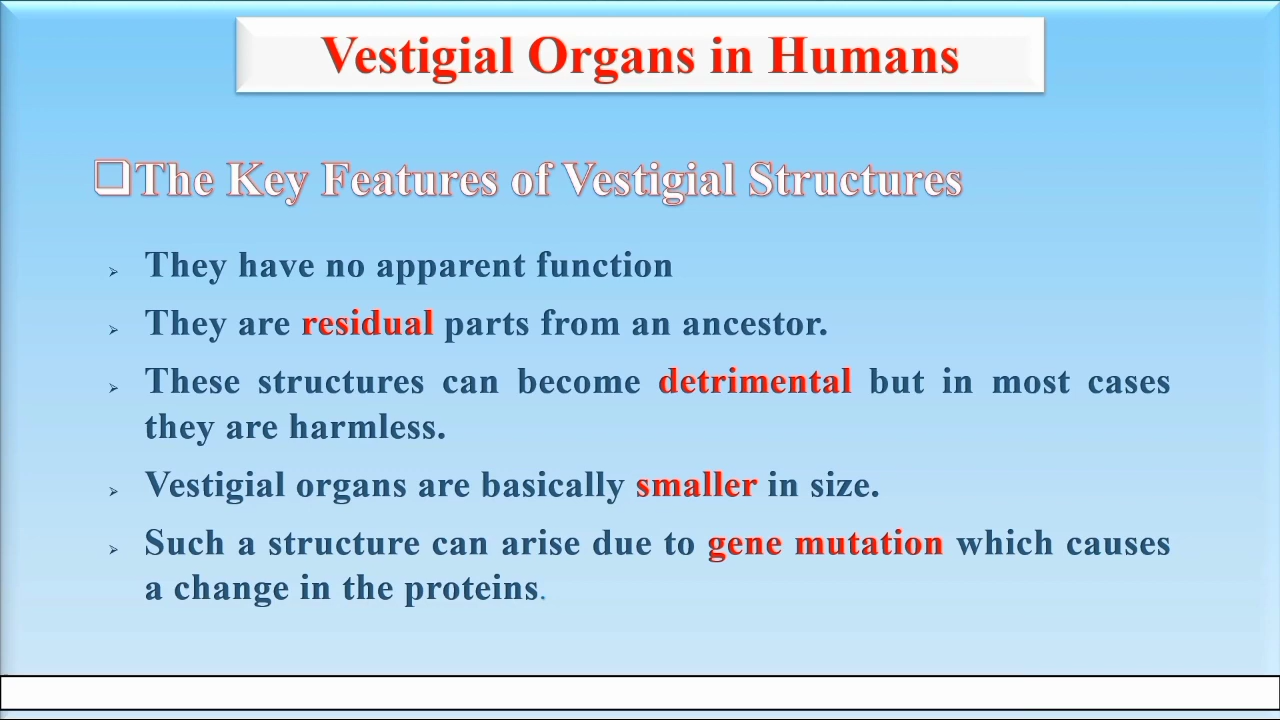 Vestigial Organs in Humans
❑The Key Features of Vestigial Structures
➢ They have no apparent function
➢ They are residual parts from an ancestor.
➢ These structures can become detrimental but in most cases
they are harmless.
➢ Vestigial organs are basically smaller in size.
➢ Such a structure can arise due to gene mutation which causes
a change in the proteins.